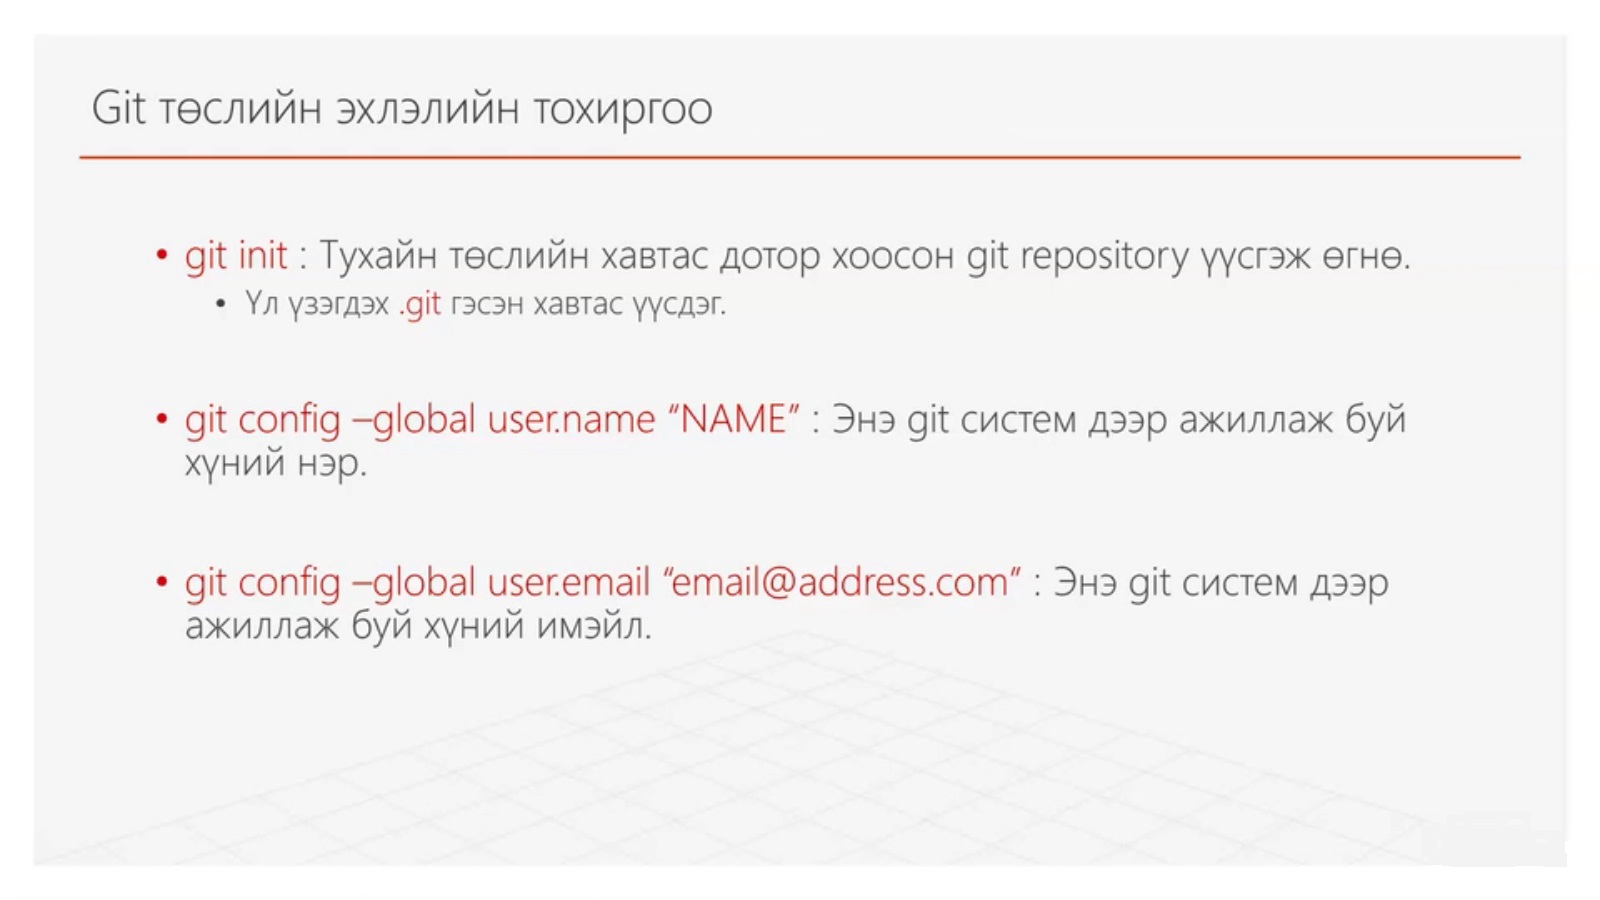 Git төслийн эхлэлийн тохиргоо
• git init : Тухайн төслийн хавтас дотор хоосон git repository үүсгэж өгнө.
• Үл үзэгдэх .git гэсэн хавтас үүсдэг.
• git config –global user.name “NAME” : Энэ git систем дээр ажиллаж буй
хүний нэр.
• git config –global user.email “email@address.com” : Энэ git систем дээр
ажиллаж буй хүний имэйл.